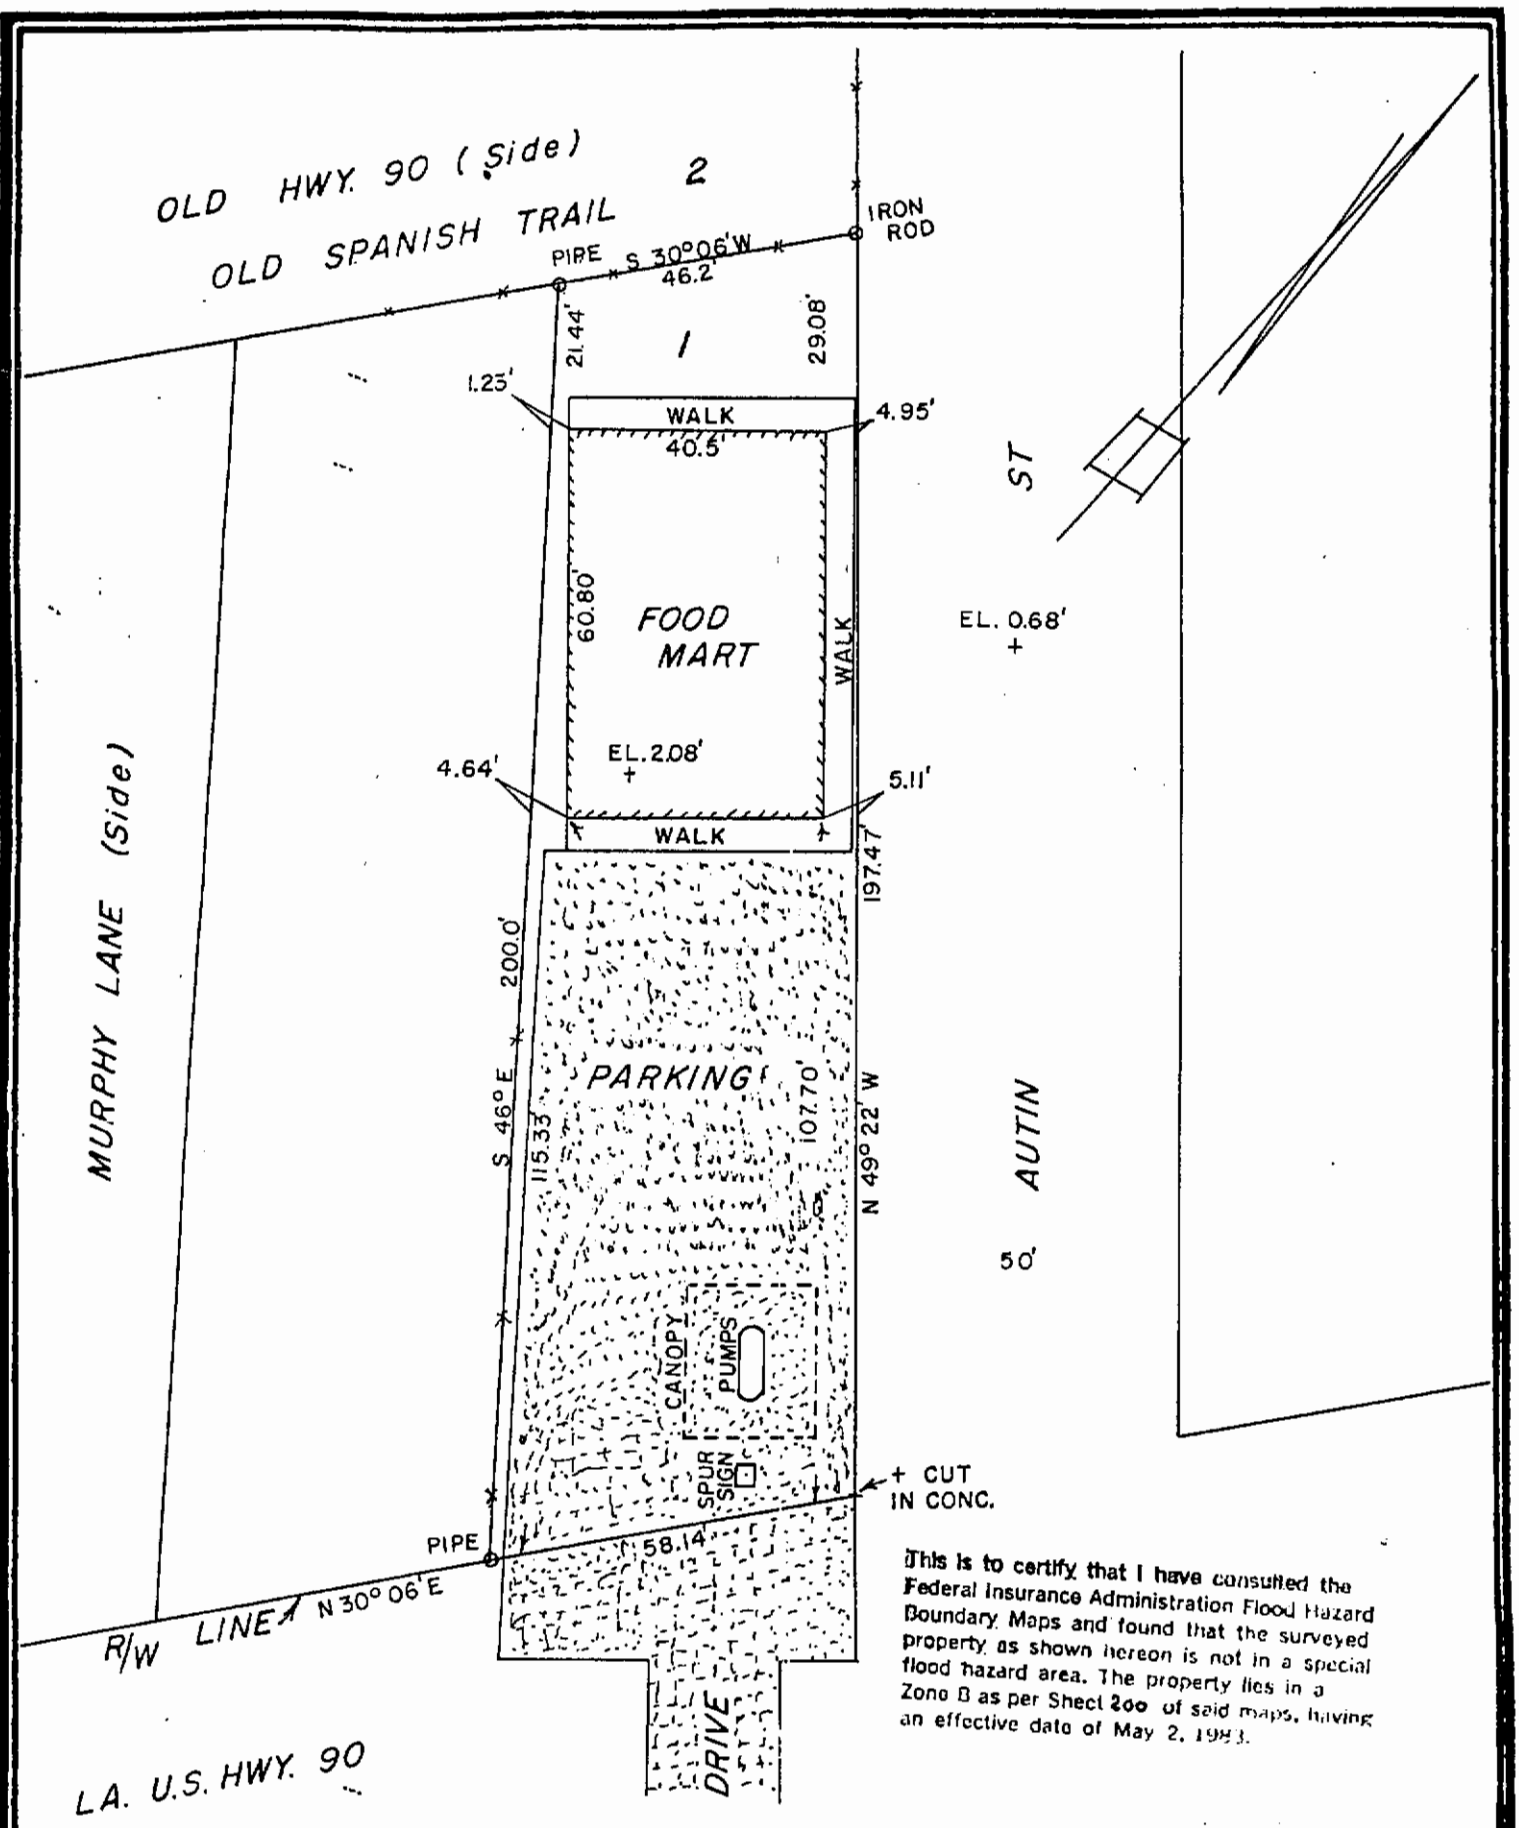 OLD HWY. 90 (Side)
2
OLD SPANISH TRAIL
IRON
ROD
PIPE
S 30°06'W
46.2'
21.44'
29.08'
1
1.23'
WALK
4.95'
40.5'
ST
60.80'
FOOD
MART
WALK
EL. 0.68'
EL. 2.08'
4.64'
5.11'
WALK
197.47'
MURPHY LANE (Side)
200.0'
S 46° E
115.33'
PARKING
107.70'
N 49° 22' W
AUTIN
50'
CANOPY
PUMPS
SPUR
SIGN
+ CUT
IN CONC.
PIPE
58.14'
N 30° 06' E
R/W LINE
This is to certify that I have consulted the
Federal Insurance Administration Flood Hazard
Boundary Maps and found that the surveyed
property as shown hereon is not in a special
flood hazard area. The property lies in a
Zone B as per Sheet 200 of said maps, having
an effective date of May 2, 1983.
DRIVE
LA. U.S. HWY. 90